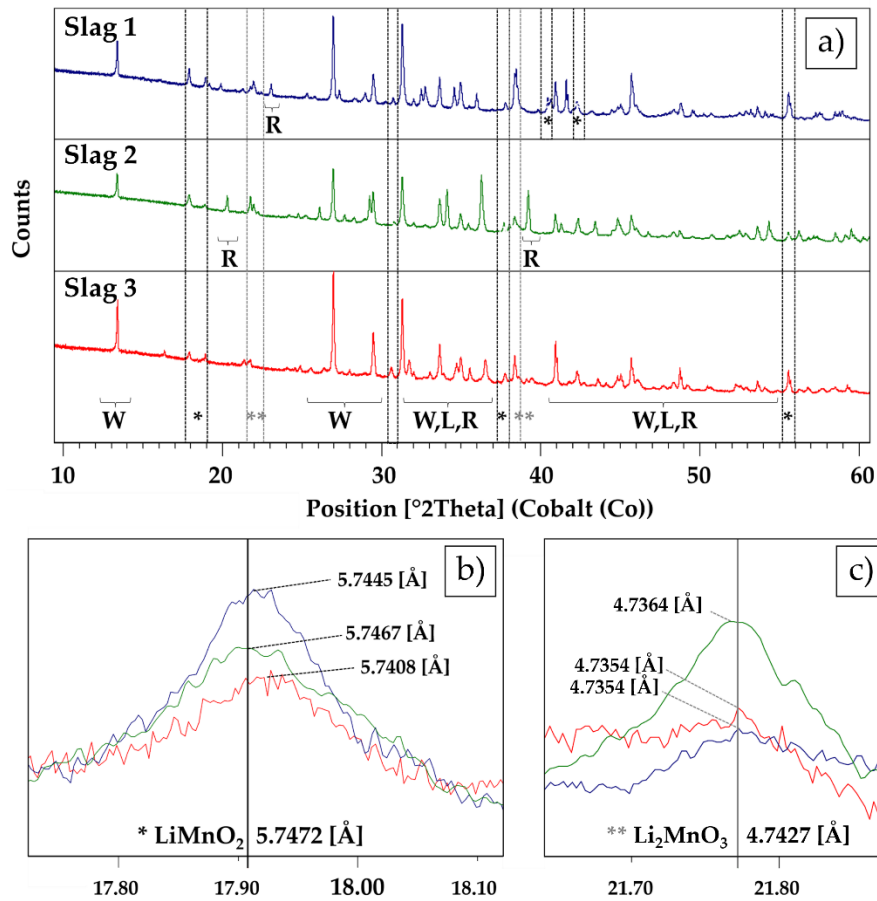 Slag 1
a)
R
*
*
Slag 2
R
R
Slag 3
W
*
**
W
W,L,R
*
**
W,L,R
*
Counts
10
20
30
40
50
60
Position [°2Theta] (Cobalt (Co))
b)
5.7445 [Å]
5.7467 [Å]
5.7408 [Å]
* LiMnO₂ 5.7472 [Å]
17.80
17.90
18.00
18.10
c)
4.7364 [Å]
4.7354 [Å]
4.7354 [Å]
** Li₂MnO₃ 4.7427 [Å]
21.70
21.80